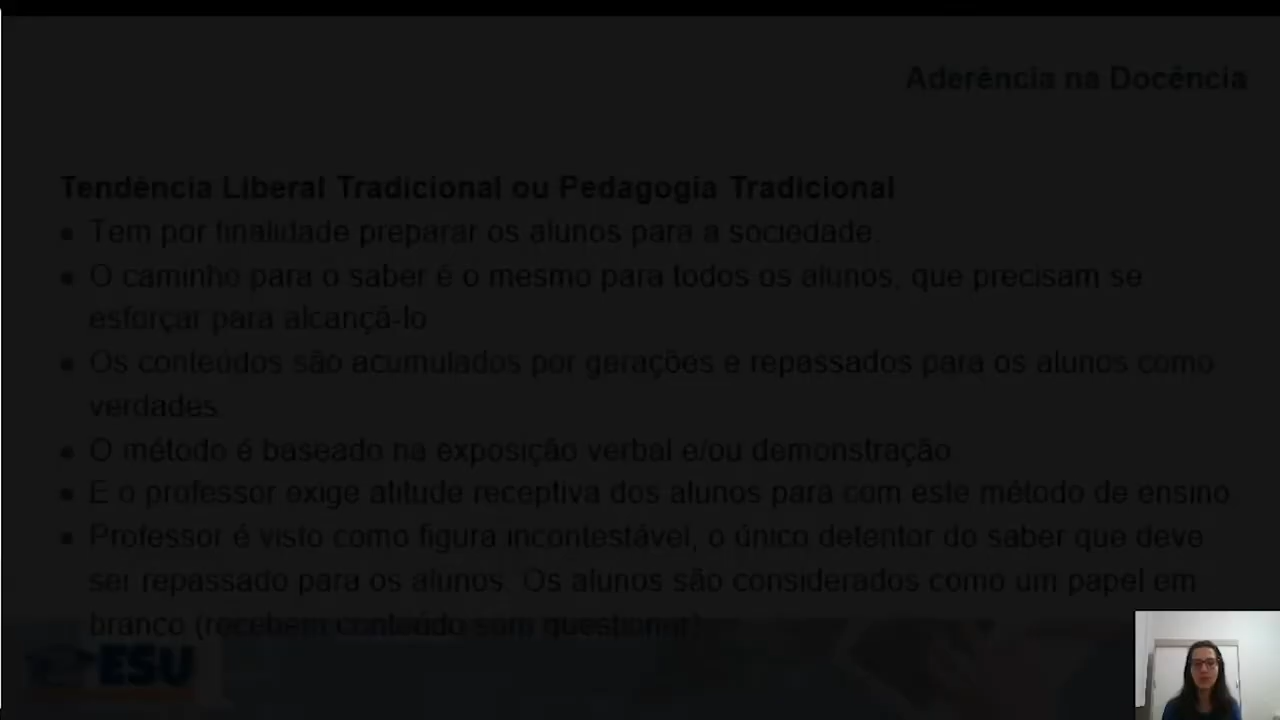 Aderência na Docência
Tendência Liberal Tradicional ou Pedagogia Tradicional
• Tem por finalidade preparar os alunos para a sociedade.
• O caminho para o saber é o mesmo para todos os alunos, que precisam se
esforçar para alcançá-lo
• Os conteúdos são acumulados por gerações e repassados para os alunos como
verdades
• O método é baseado na exposição verbal e/ou demonstração
• E o professor exige atitude receptiva dos alunos para com este método de ensino
• Professor é visto como figura incontestável, o único detentor do saber que deve
ser repassado para os alunos. Os alunos são considerados como um papel em
branco (recebem conteúdo sem questionar)
ESU